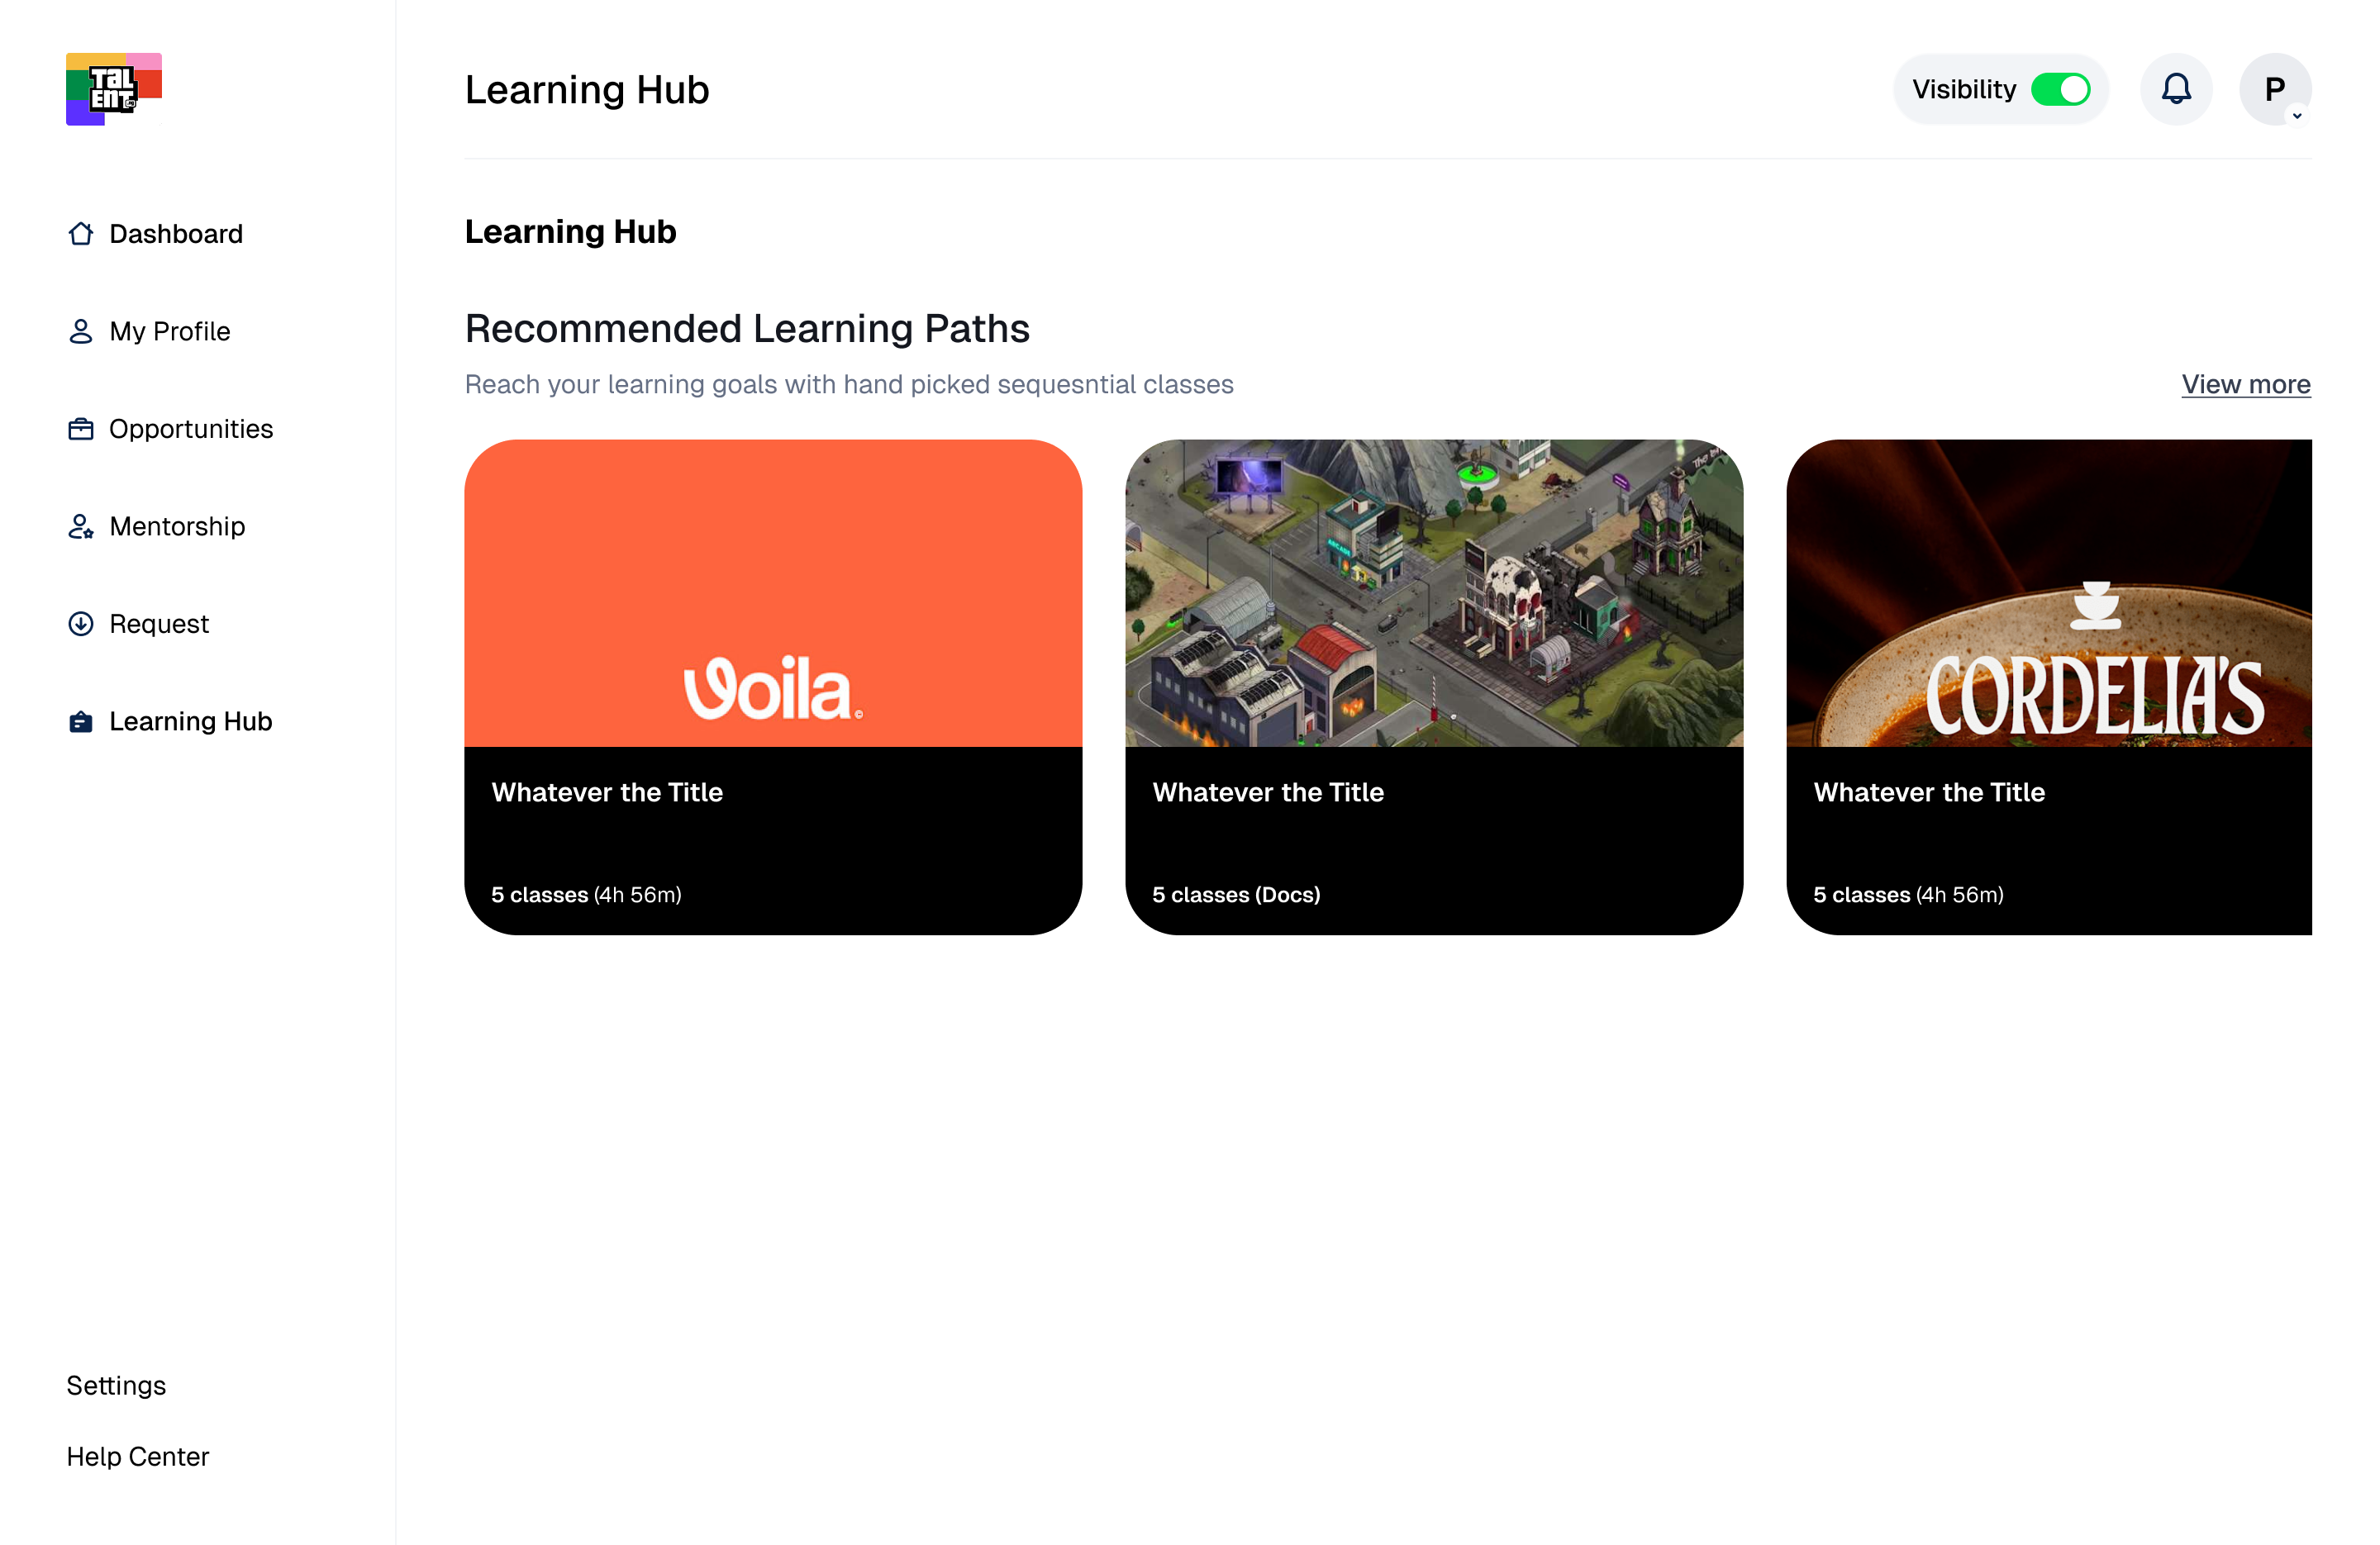 TALENT
Learning Hub
Visibility
P
Dashboard
My Profile
Opportunities
Mentorship
Request
Learning Hub
Settings
Help Center
Learning Hub
Recommended Learning Paths
Reach your learning goals with hand picked sequesntial classes
View more
Voila
Whatever the Title
5 classes (4h 56m)
ARCADE
Whatever the Title
5 classes (Docs)
CORDELIA'S
Whatever the Title
5 classes (4h 56m)